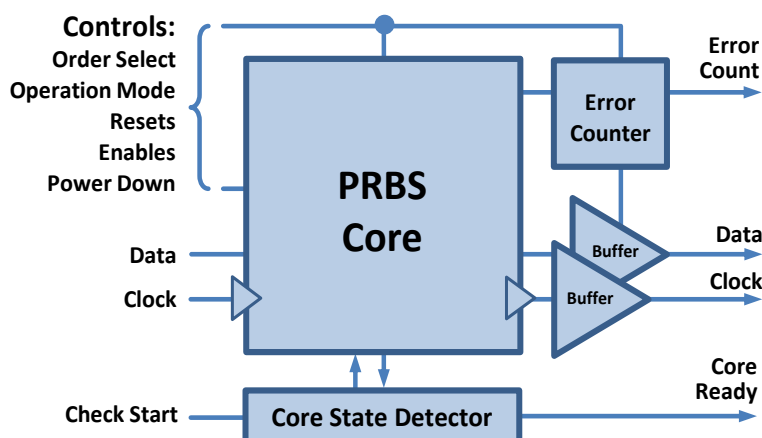 Controls:
Order Select
Operation Mode
Resets
Enables
Power Down
Data
Clock
Check Start
PRBS
Core
Core State Detector
Error
Counter
Buffer
Buffer
Error
Count
Data
Clock
Core
Ready